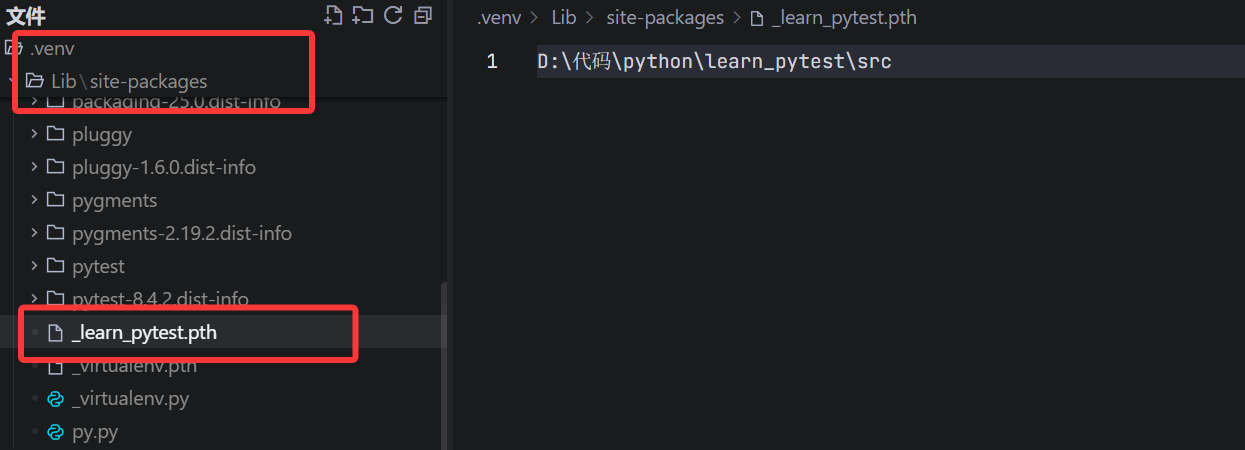 文件
.venv
Lib\site-packages
packaging-25.0.dist-info
pluggy
pluggy-1.6.0.dist-info
pygments
pygments-2.19.2.dist-info
pytest
pytest-8.4.2.dist-info
_learn_pytest.pth
_virtualenv.pth
_virtualenv.py
py.py
.venv > Lib > site-packages > _learn_pytest.pth
1 D:\代码\python\learn_pytest\src